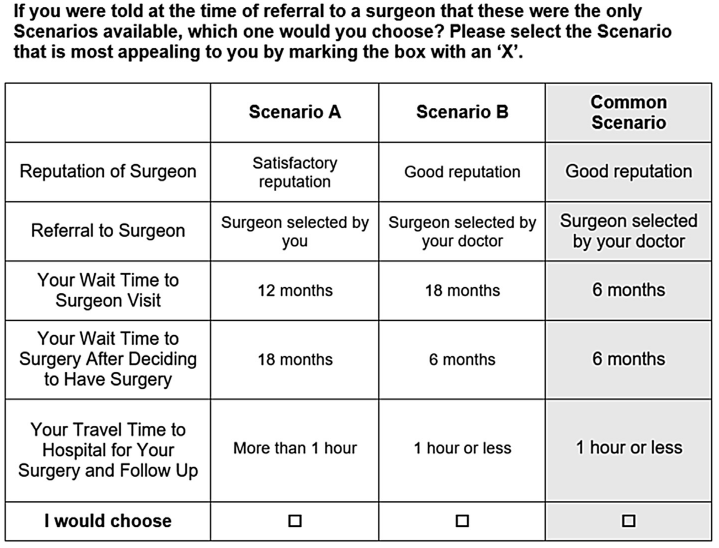 If you were told at the time of referral to a surgeon that these were the only
Scenarios available, which one would you choose? Please select the Scenario
that is most appealing to you by marking the box with an ‘X’.
Scenario A
Scenario B
Common
Scenario
Reputation of Surgeon
Satisfactory
reputation
Good reputation
Good reputation
Referral to Surgeon
Surgeon selected by
you
Surgeon selected by
your doctor
Surgeon selected
by your doctor
Your Wait Time to
Surgeon Visit
12 months
18 months
6 months
Your Wait Time to
Surgery After Deciding
to Have Surgery
18 months
6 months
6 months
Your Travel Time to
Hospital for Your
Surgery and Follow Up
More than 1 hour
1 hour or less
1 hour or less
I would choose